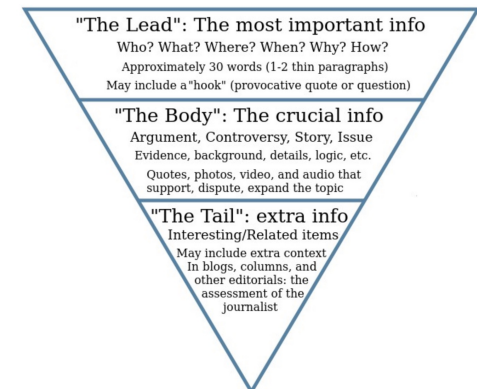 "The Lead": The most important info
Who? What? Where? When? Why? How?
Approximately 30 words (1-2 thin paragraphs)
May include a "hook" (provocative quote or question)
"The Body": The crucial info
Argument, Controversy, Story, Issue
Evidence, background, details, logic, etc.
Quotes, photos, video, and audio that
support, dispute, expand the topic
"The Tail": extra info
Interesting/Related items
May include extra context
In blogs, columns, and
other editorials: the
assessment of the
journalist